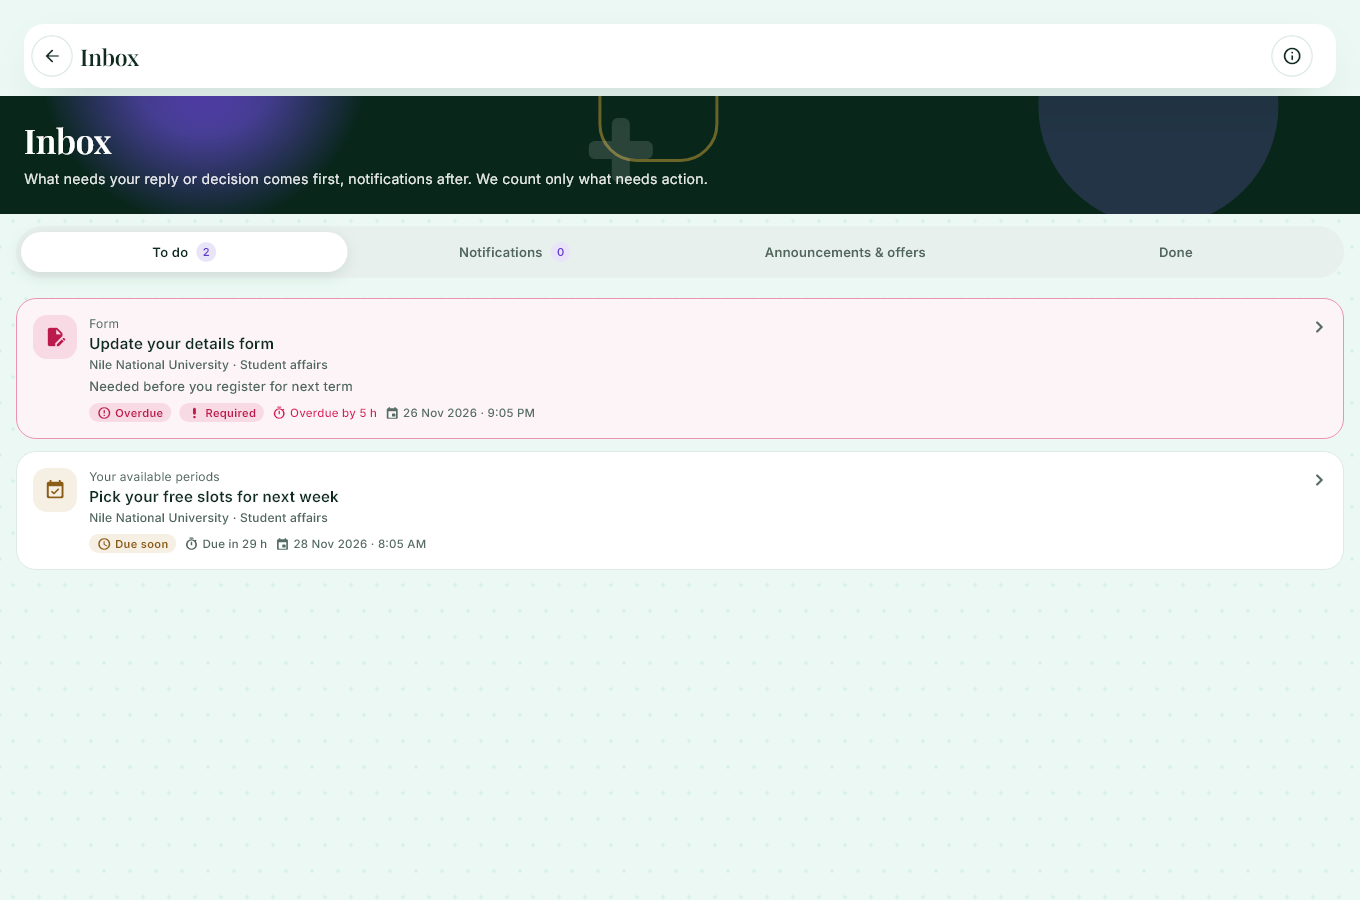 Inbox
Inbox
What needs your reply or decision comes first, notifications after. We count only what needs action.
To do 2
Notifications 0
Announcements & offers
Done
Form
Update your details form
Nile National University · Student affairs
Needed before you register for next term
Overdue Required Overdue by 5 h 26 Nov 2026 · 9:05 PM
Your available periods
Pick your free slots for next week
Nile National University · Student affairs
Due soon Due in 29 h 28 Nov 2026 · 8:05 AM